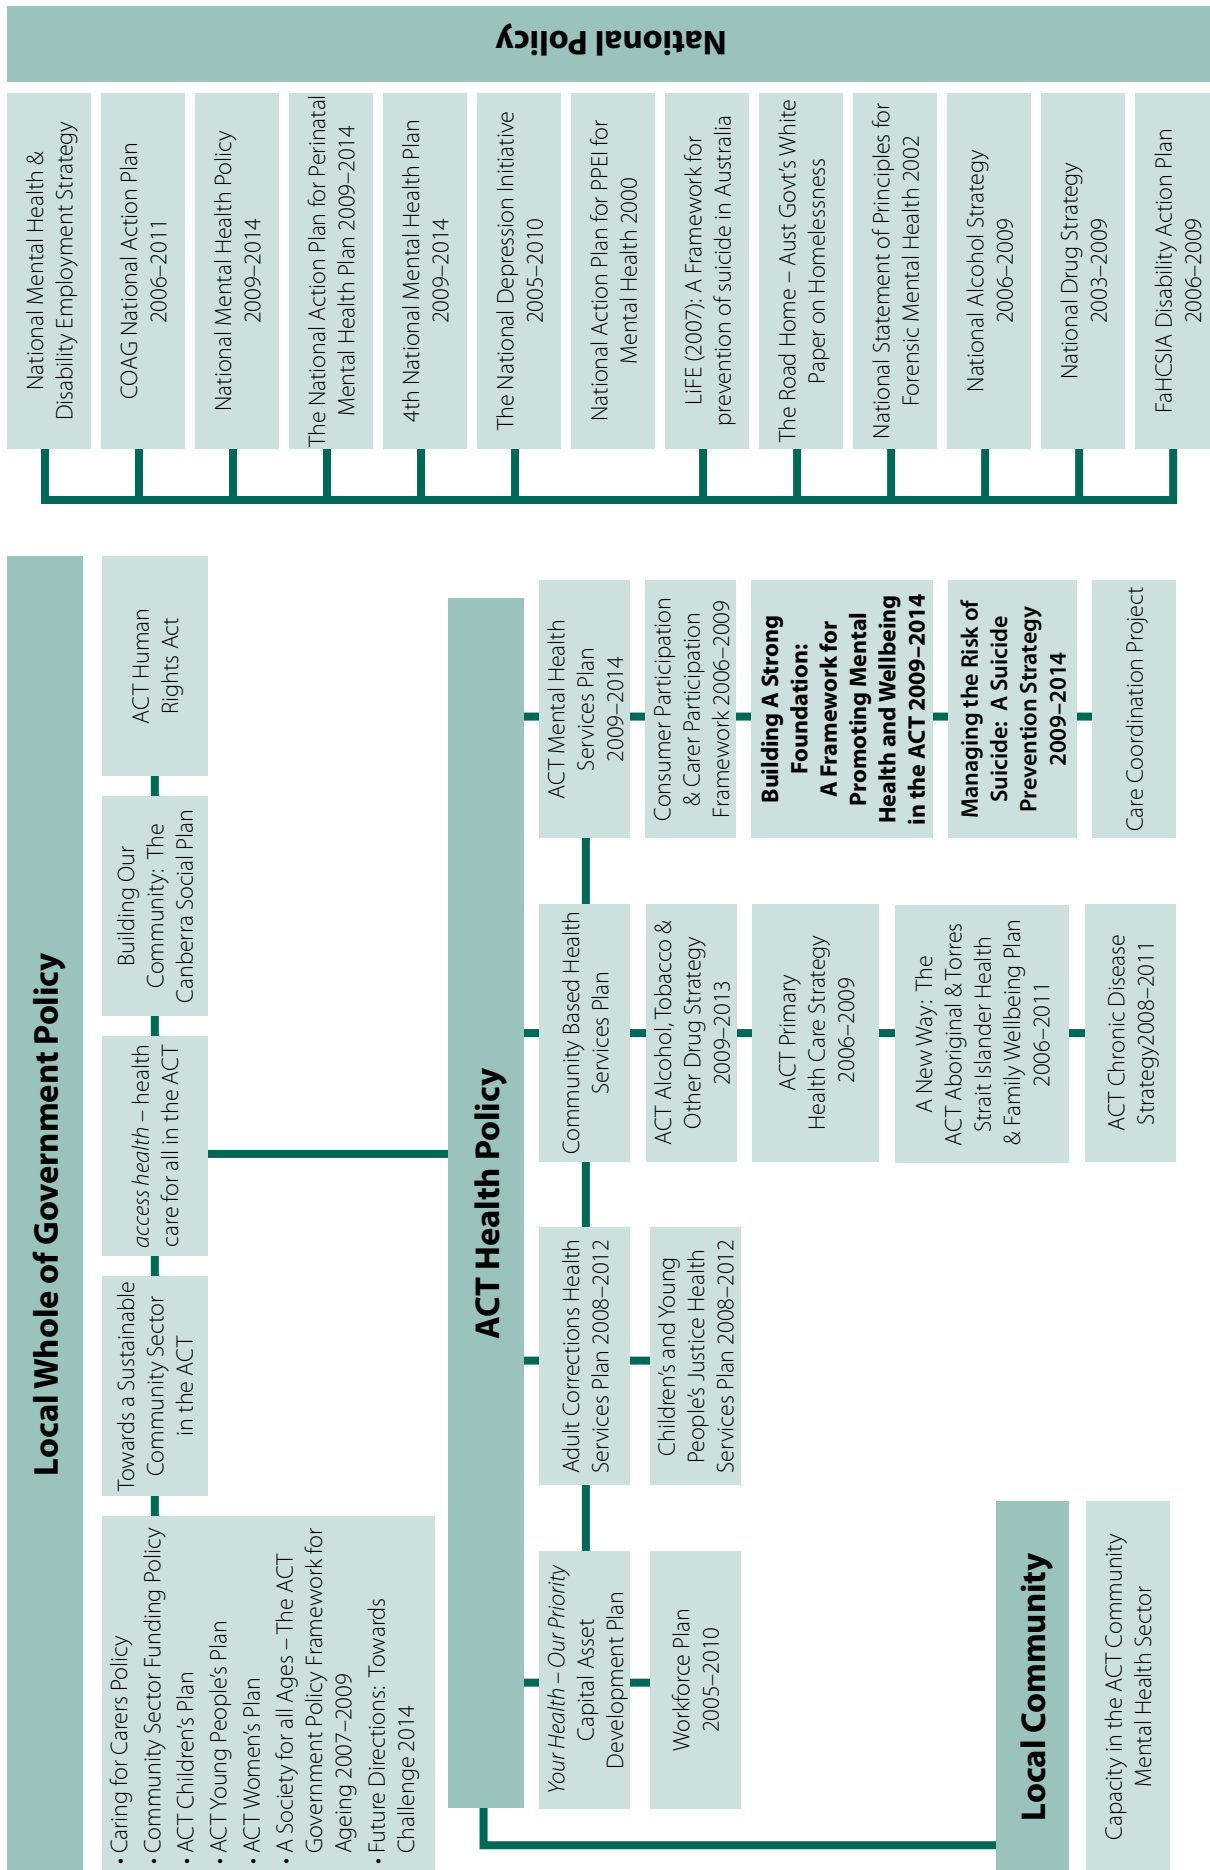 Local Whole of Government Policy
• Caring for Carers Policy
• Community Sector Funding Policy
• ACT Children's Plan
• ACT Young People's Plan
• ACT Women's Plan
• A Society for all Ages – The ACT
Government Policy Framework for
Ageing 2007–2009
• Future Directions: Towards
Challenge 2014
Towards a Sustainable
Community Sector
in the ACT
access health – health
care for all in the ACT
Building Our
Community: The
Canberra Social Plan
ACT Human
Rights Act
ACT Health Policy
Your Health – Our Priority
Capital Asset
Development Plan
Workforce Plan
2005–2010
Adult Corrections Health
Services Plan 2008–2012
Children's and Young
People's Justice Health
Services Plan 2008–2012
Community Based Health
Services Plan
ACT Alcohol, Tobacco &
Other Drug Strategy
2009–2013
ACT Primary
Health Care Strategy
2006–2009
A New Way: The
ACT Aboriginal & Torres
Strait Islander Health
& Family Wellbeing Plan
2006–2011
ACT Chronic Disease
Strategy2008–2011
ACT Mental Health
Services Plan
2009–2014
Consumer Participation
& Carer Participation
Framework 2006–2009
Building A Strong
Foundation:
A Framework for
Promoting Mental
Health and Wellbeing
in the ACT 2009–2014
Managing the Risk of
Suicide: A Suicide
Prevention Strategy
2009–2014
Care Coordination Project
Local Community
Capacity in the ACT Community
Mental Health Sector
National Policy
National Mental Health &
Disability Employment Strategy
COAG National Action Plan
2006–2011
National Mental Health Policy
2009–2014
The National Action Plan for Perinatal
Mental Health Plan 2009–2014
4th National Mental Health Plan
2009–2014
The National Depression Initiative
2005–2010
National Action Plan for PPEI for
Mental Health 2000
LiFE (2007): A Framework for
prevention of suicide in Australia
The Road Home – Aust Govt's White
Paper on Homelessness
National Statement of Principles for
Forensic Mental Health 2002
National Alcohol Strategy
2006–2009
National Drug Strategy
2003–2009
FaHCSIA Disability Action Plan
2006–2009